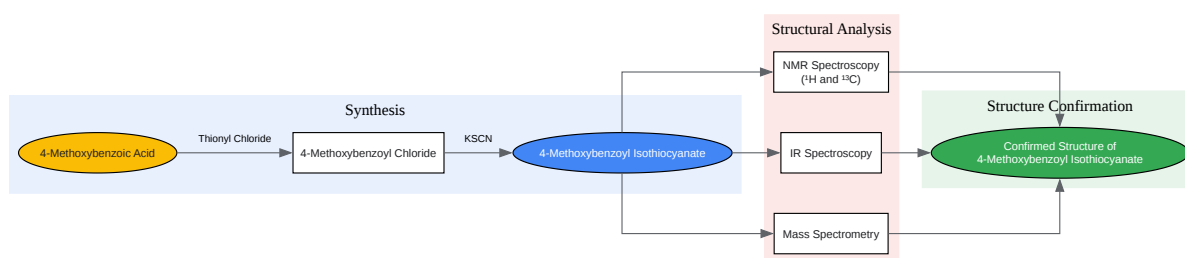 Structural Analysis
NMR Spectroscopy
(¹H and ¹³C)
Synthesis
Structure Confirmation
Thionyl Chloride
KSCN
4-Methoxybenzoic Acid
4-Methoxybenzoyl Chloride
4-Methoxybenzoyl Isothiocyanate
IR Spectroscopy
Confirmed Structure of
4-Methoxybenzoyl Isothiocyanate
Mass Spectrometry